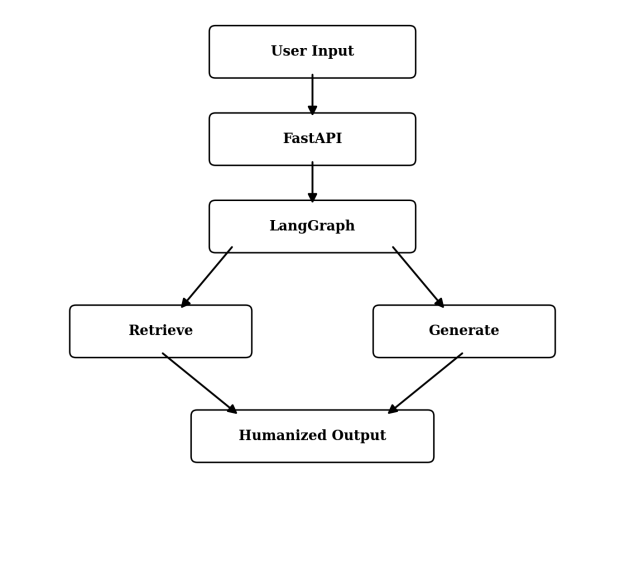 User Input
FastAPI
LangGraph
Retrieve
Generate
Humanized Output